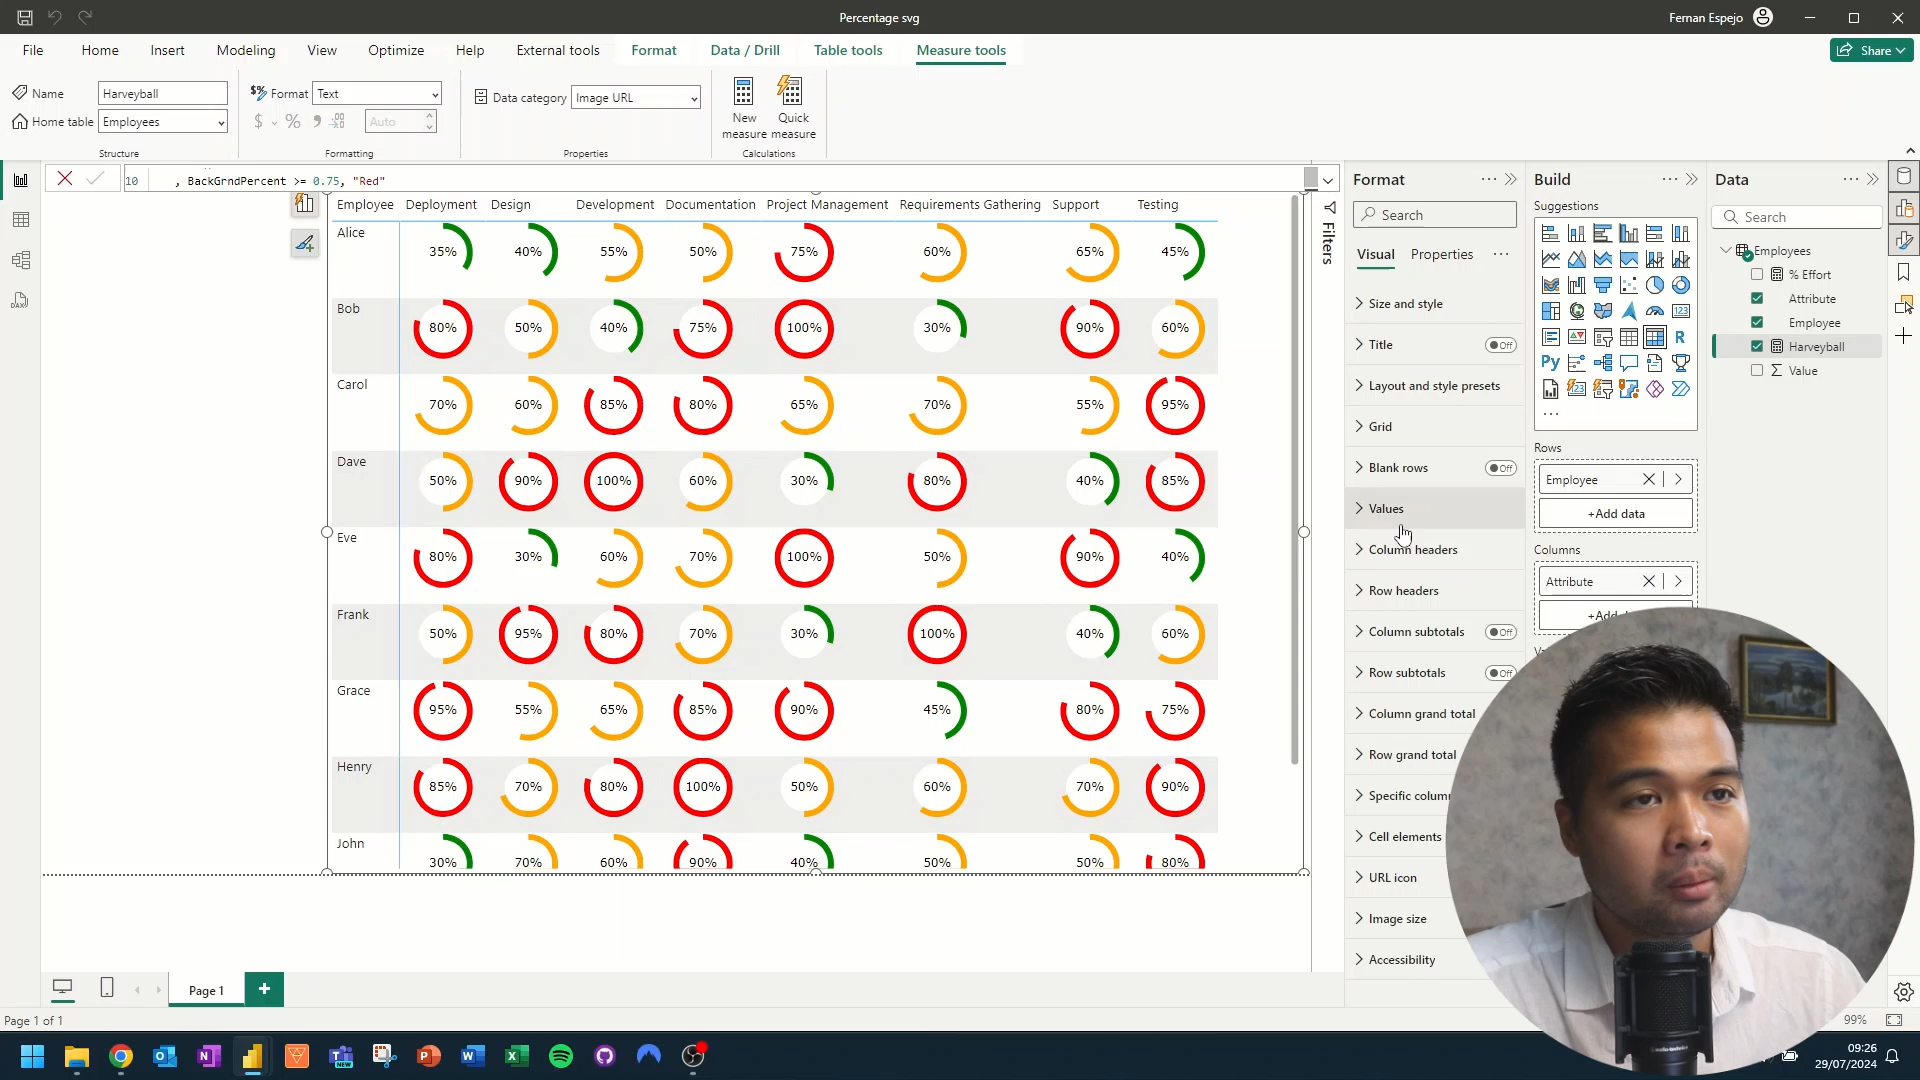 Percentage svg
Fernan Espejo
File Home Insert Modeling View Optimize Help External tools Format Data / Drill Table tools Measure tools
Share
Name Harveyball
Home table Employees
Structure
$% Format Text
$ % Auto
Formatting
Data category Image URL
Properties
New measure
Quick measure
Calculations
10 , BackGrndPercent >= 0.75, "Red"
Employee Deployment Design Development Documentation Project Management Requirements Gathering Support Testing
Alice 35% 40% 55% 50% 75% 60% 65% 45%
Bob 80% 50% 40% 75% 100% 30% 90% 60%
Carol 70% 60% 85% 80% 65% 70% 55% 95%
Dave 50% 90% 100% 60% 30% 80% 40% 85%
Eve 80% 30% 60% 70% 100% 50% 90% 40%
Frank 50% 95% 80% 70% 30% 100% 40% 60%
Grace 95% 55% 65% 85% 90% 45% 80% 75%
Henry 85% 70% 80% 100% 50% 60% 70% 90%
John 30% 70% 60% 90% 40% 50% 50% 80%
Filters
Format
Search
Visual Properties
Size and style
Title Off
Layout and style presets
Grid
Blank rows Off
Values
Column headers
Row headers
Column subtotals Off
Row subtotals Off
Column grand total
Row grand total
Specific column
Cell elements
URL icon
Image size
Accessibility
Build
Suggestions
123
R
Py
Rows
Employee
+Add data
Columns
Attribute
+Add
Data
Search
Employees
% Effort
Attribute
Employee
Harveyball
Value
Page 1
Page 1 of 1
99%
09:26
29/07/2024